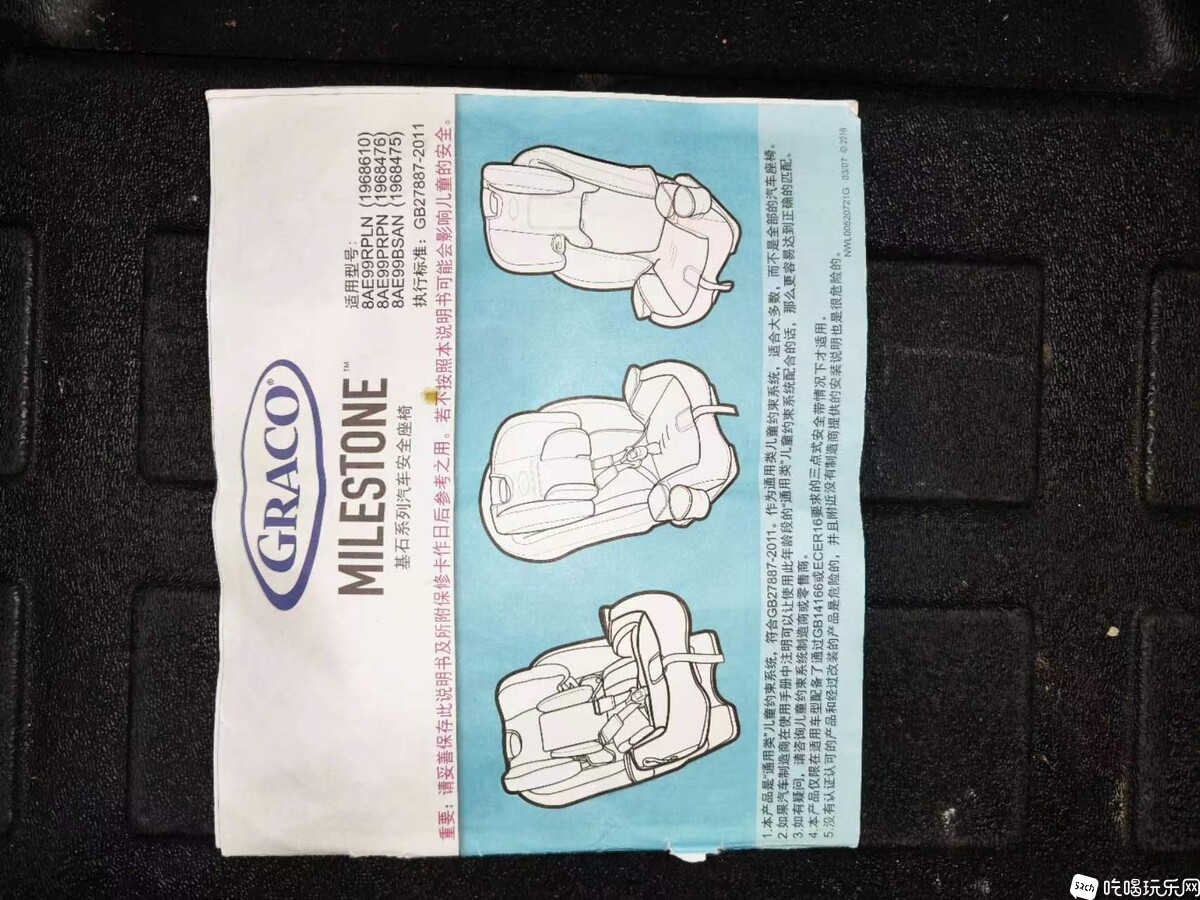 GRACO®
MILESTONE™
基石系列汽车安全座椅
适用型号：
8AE99RPLN (1968610)
8AE99PRPN (1968476)
8AE99BSAN (1968475)
执行标准：GB27887-2011
重要：请妥善保存此说明书及所附保修卡作日后参考之用。若不按照本说明书可能会影响儿童的安全。
1.本产品是“通用类”儿童约束系统，符合GB27887-2011。作为通用类儿童约束系统，适合大多数，而不是全部的汽车座椅。
2.如果汽车制造商在使用手册中注明可以让使用此年龄段的“通用类”儿童约束系统配合的话，那么更容易达到正确的匹配。
3.如有疑问，请咨询儿童约束系统制造商或零售商。
4.本产品仅限在适用车型配备了通过GB14166或ECER16要求的三点式安全带情况下才适用。
5.没有认证认可的产品和经过改装的产品是危险的，并且附近没有制造商提供的安装说明也是很危险的。
NWL00520721G 03/07 © 2016
吃喝玩乐网